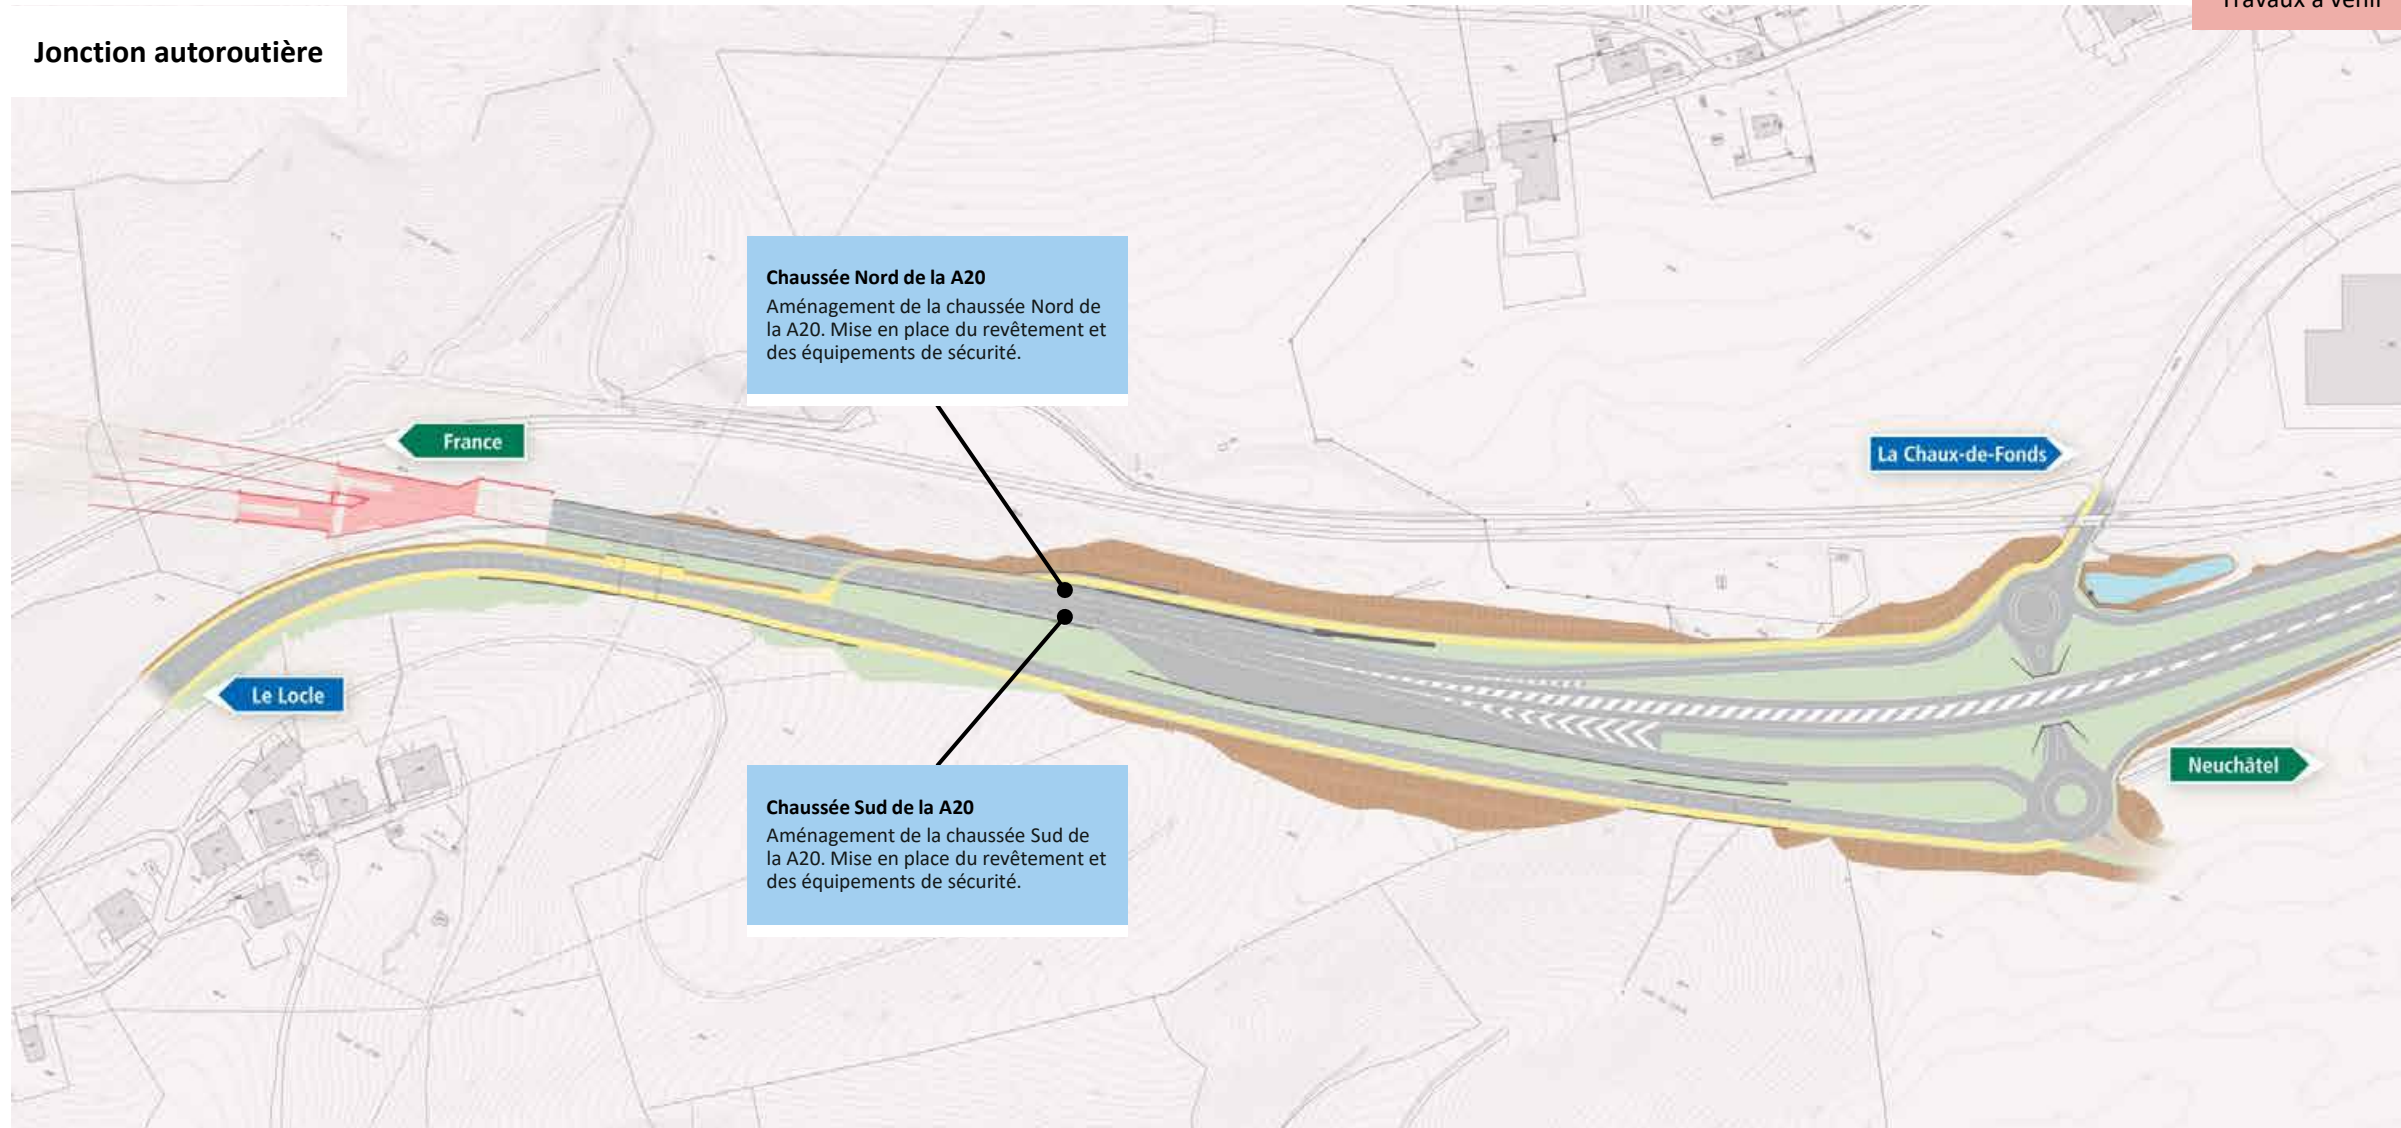 Travaux à venir
Jonction autoroutière
Chaussée Nord de la A20
Aménagement de la chaussée Nord de
la A20. Mise en place du revêtement et
des équipements de sécurité.
France
La Chaux-de-Fonds
Le Locle
Neuchâtel
Chaussée Sud de la A20
Aménagement de la chaussée Sud de
la A20. Mise en place du revêtement et
des équipements de sécurité.